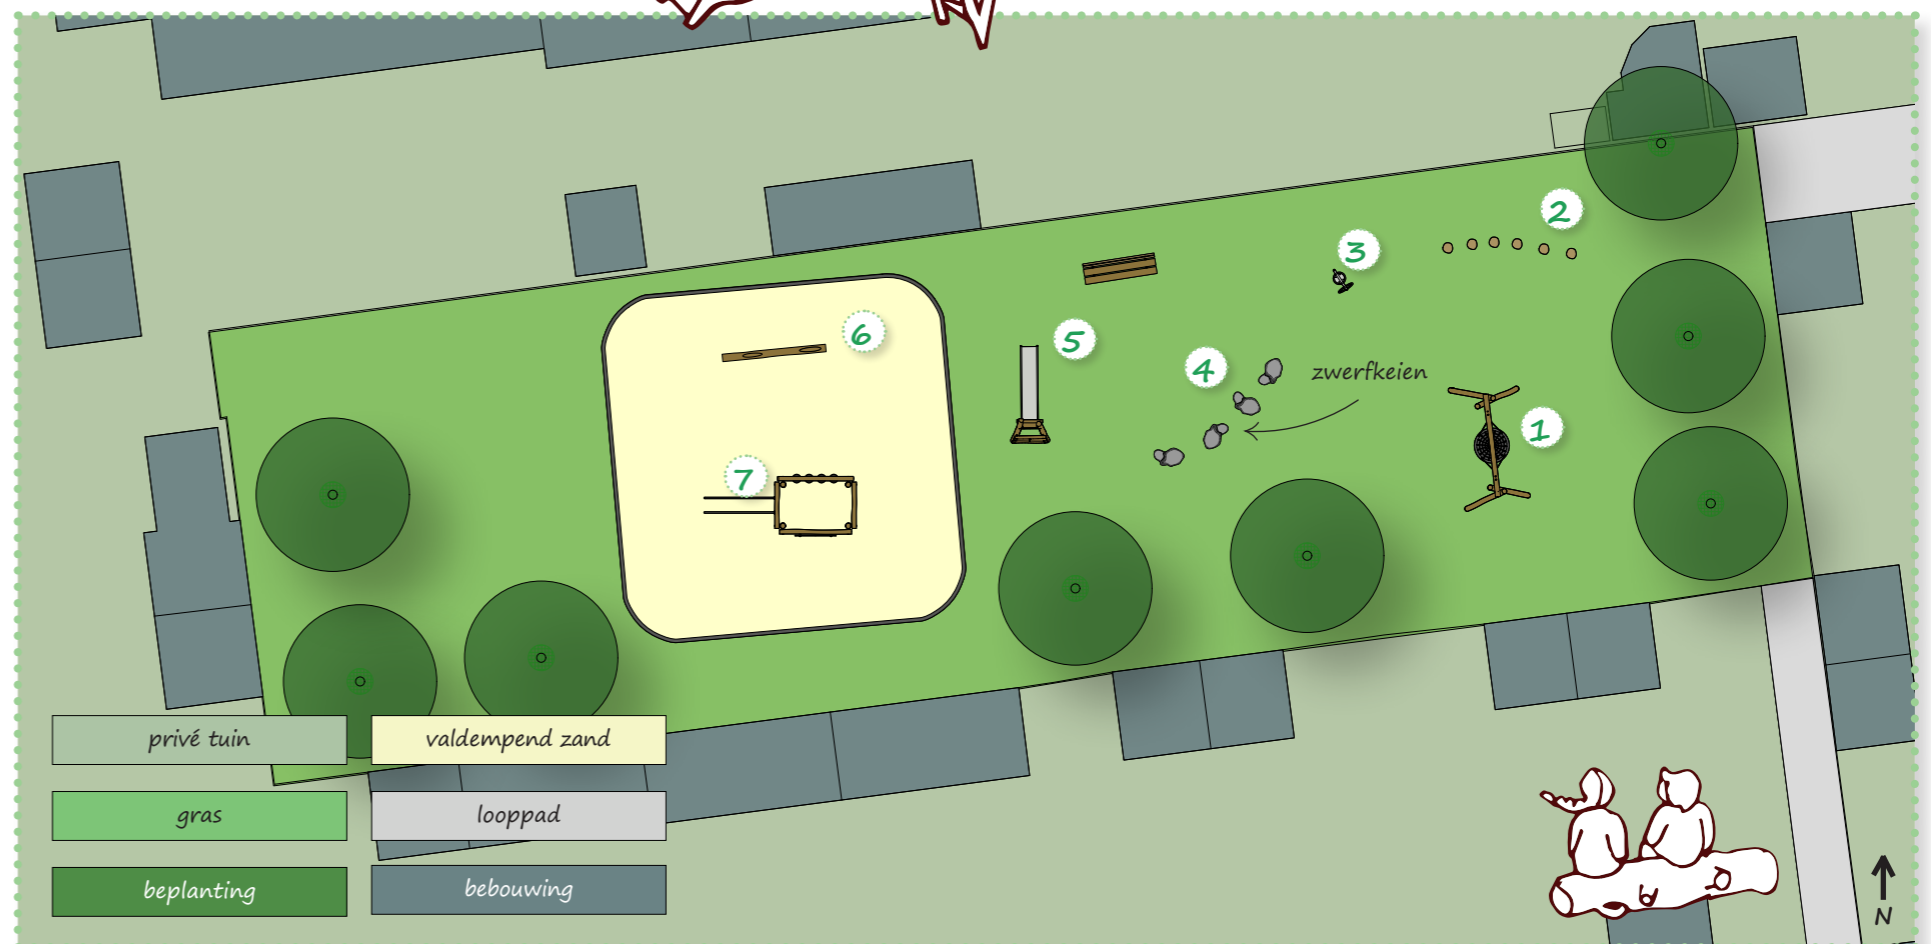 2
3
6
5
4
zwerfkeien
1
7
privé tuin
valdempend zand
gras
looppad
beplanting
bebouwing
N